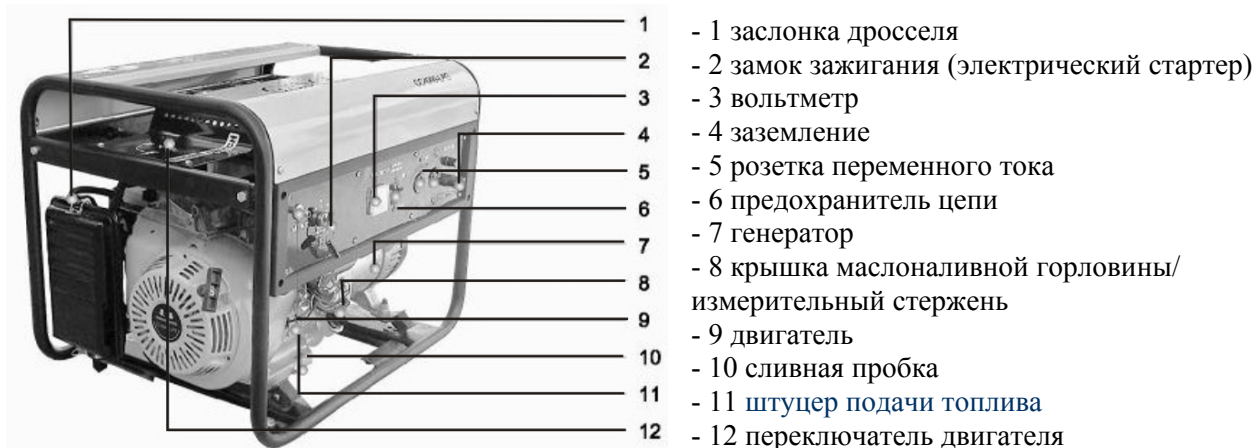 1
2
3
4
5
6
7
8
9
10
11
12
- 1 заслонка дросселя
- 2 замок зажигания (электрический стартер)
- 3 вольтметр
- 4 заземление
- 5 розетка переменного тока
- 6 предохранитель цепи
- 7 генератор
- 8 крышка маслоналивной горловины/
измерительный стержень
- 9 двигатель
- 10 сливная пробка
- 11 штуцер подачи топлива
- 12 переключатель двигателя